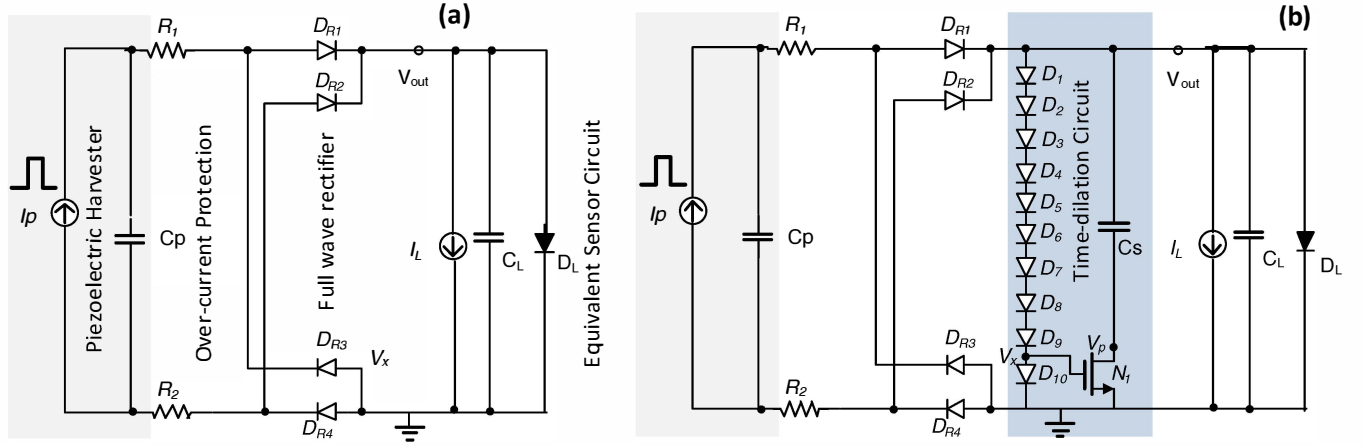 (a)
R1
DR1
DR2
Vout
Piezoelectric Harvester
Over-current Protection
Full wave rectifier
Equivalent Sensor Circuit
Ip
Cp
IL
CL
DL
DR3
Vx
R2
DR4
(b)
R1
DR1
DR2
Vout
D1
D2
D3
D4
D5
D6
D7
D8
D9
D10
Time-dilation Circuit
Ip
Cp
Cs
IL
CL
DL
DR3
Vx
Vp
N1
R2
DR4